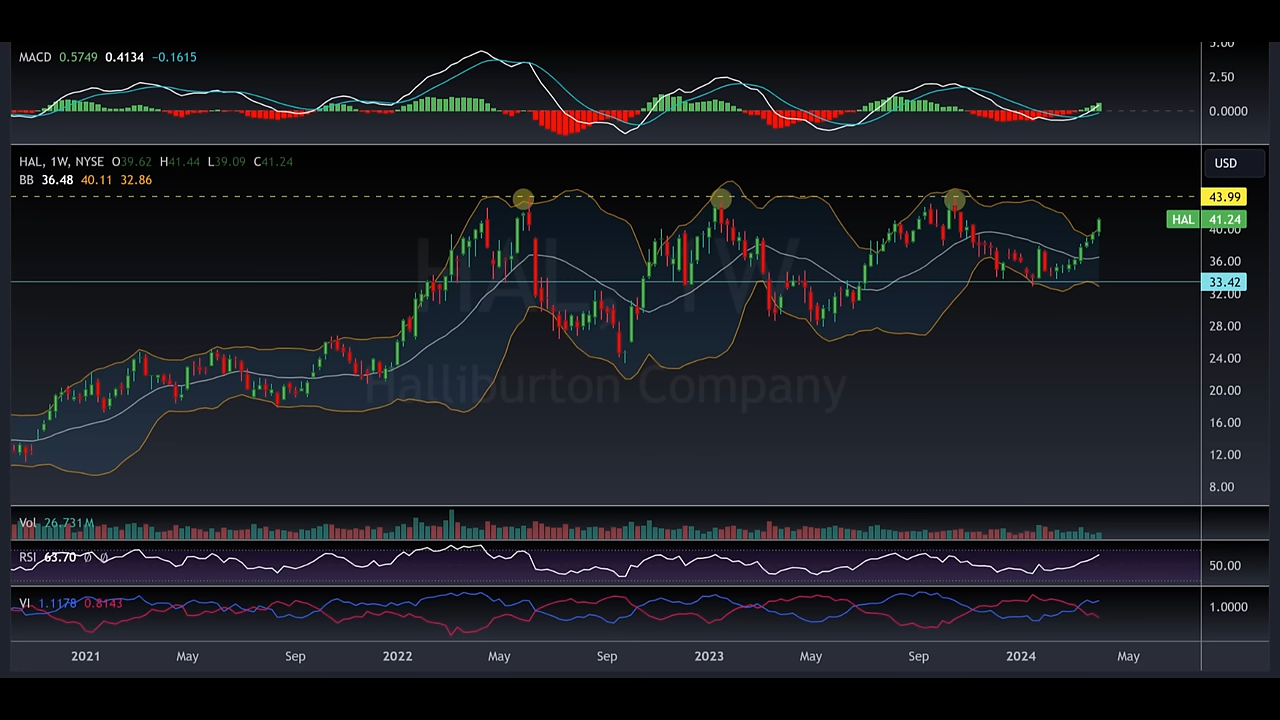 MACD 0.5749 0.4134 −0.1615
5.00
2.50
0.0000
HAL, 1W, NYSE O39.62 H41.44 L39.09 C41.24
USD
BB 36.48 40.11 32.86
43.99
HAL 41.24
40.00
HAL, 1W
36.00
33.42
32.00
28.00
24.00
Halliburton Company
20.00
16.00
12.00
8.00
Vol 26.731M
RSI 63.70 Ø Ø
50.00
VI 1.1178 0.8143
1.0000
2021 May Sep 2022 May Sep 2023 May Sep 2024 May